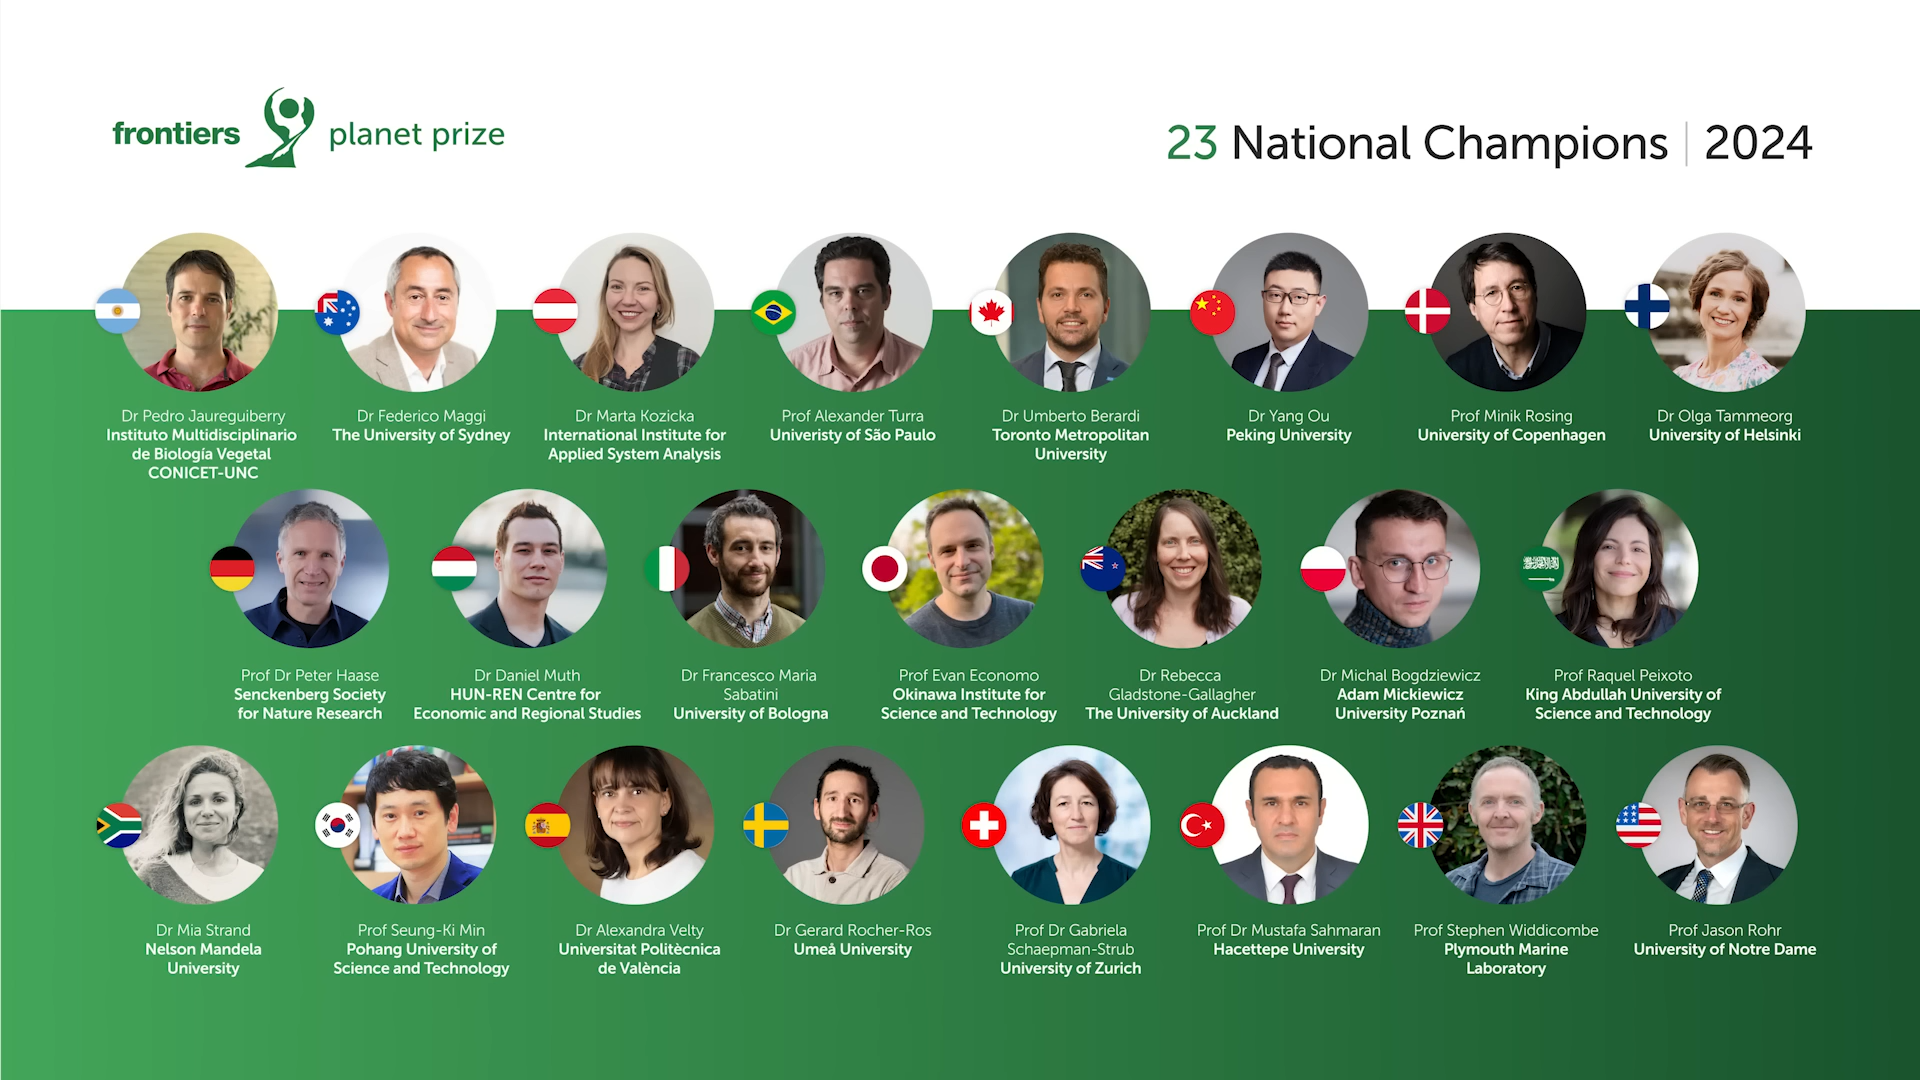 frontiers planet prize
23 National Champions | 2024
Dr Pedro Jaureguiberry
Instituto Multidisciplinario
de Biología Vegetal
CONICET-UNC
Dr Federico Maggi
The University of Sydney
Dr Marta Kozicka
International Institute for
Applied System Analysis
Prof Alexander Turra
Univeristy of São Paulo
Dr Umberto Berardi
Toronto Metropolitan
University
Dr Yang Ou
Peking University
Prof Minik Rosing
University of Copenhagen
Dr Olga Tammeorg
University of Helsinki
Prof Dr Peter Haase
Senckenberg Society
for Nature Research
Dr Daniel Muth
HUN-REN Centre for
Economic and Regional Studies
Dr Francesco Maria
Sabatini
University of Bologna
Prof Evan Economo
Okinawa Institute for
Science and Technology
Dr Rebecca
Gladstone-Gallagher
The University of Auckland
Dr Michal Bogdziewicz
Adam Mickiewicz
University Poznań
Prof Raquel Peixoto
King Abdullah University of
Science and Technology
Dr Mia Strand
Nelson Mandela
University
Prof Seung-Ki Min
Pohang University of
Science and Technology
Dr Alexandra Velty
Universitat Politècnica
de València
Dr Gerard Rocher-Ros
Umeå University
Prof Dr Gabriela
Schaepman-Strub
University of Zurich
Prof Dr Mustafa Sahmaran
Hacettepe University
Prof Stephen Widdicombe
Plymouth Marine
Laboratory
Prof Jason Rohr
University of Notre Dame